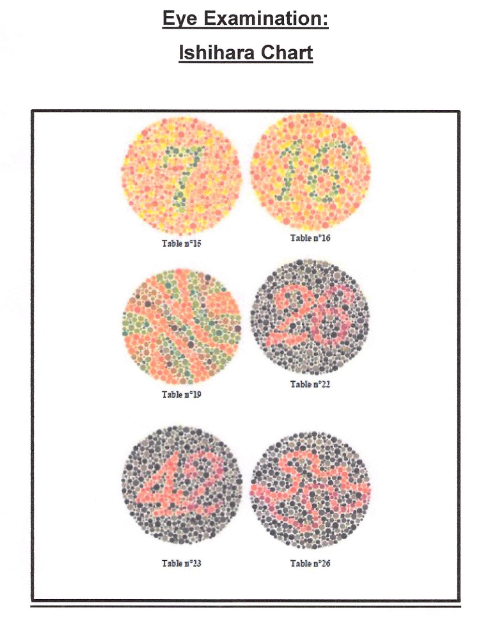 Eye Examination:
Ishihara Chart
7 16
Table n°15 Table n°16
26
Table n°19 Table n°22
42
Table n°23 Table n°26